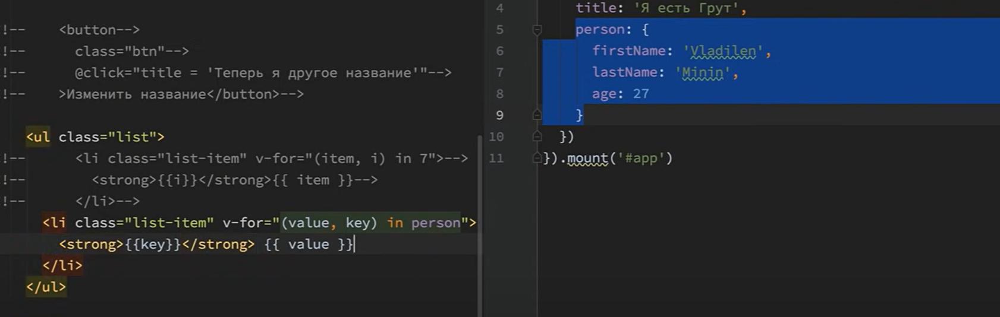 !--    <button-->
!--      class="btn"-->
!--      @click="title = 'Теперь я другое название'"-->
!--    >Изменить название</button>-->
<ul class="list">
!--      <li class="list-item" v-for="(item, i) in 7">-->
!--        <strong>{{i}}</strong>{{ item }}-->
!--      </li>-->
<li class="list-item" v-for="(value, key) in person">
<strong>{{key}}</strong> {{ value }}
</li>
</ul>
4 title: 'Я есть Грут',
5 person: {
6 firstName: 'Vladilen',
7 lastName: 'Minin',
8 age: 27
9 }
10 })
11 }).mount('#app')